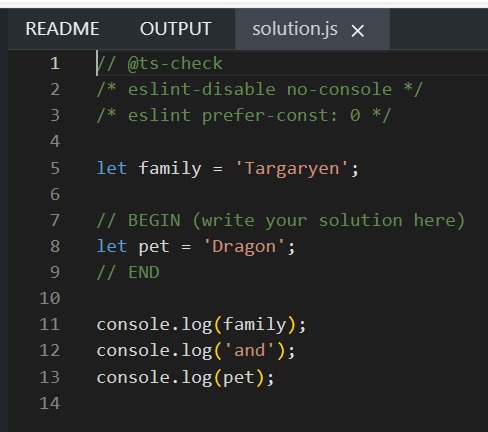 README OUTPUT solution.js ×
1 // @ts-check
2 /* eslint-disable no-console */
3 /* eslint prefer-const: 0 */
4
5 let family = 'Targaryen';
6
7 // BEGIN (write your solution here)
8 let pet = 'Dragon';
9 // END
10
11 console.log(family);
12 console.log('and');
13 console.log(pet);
14